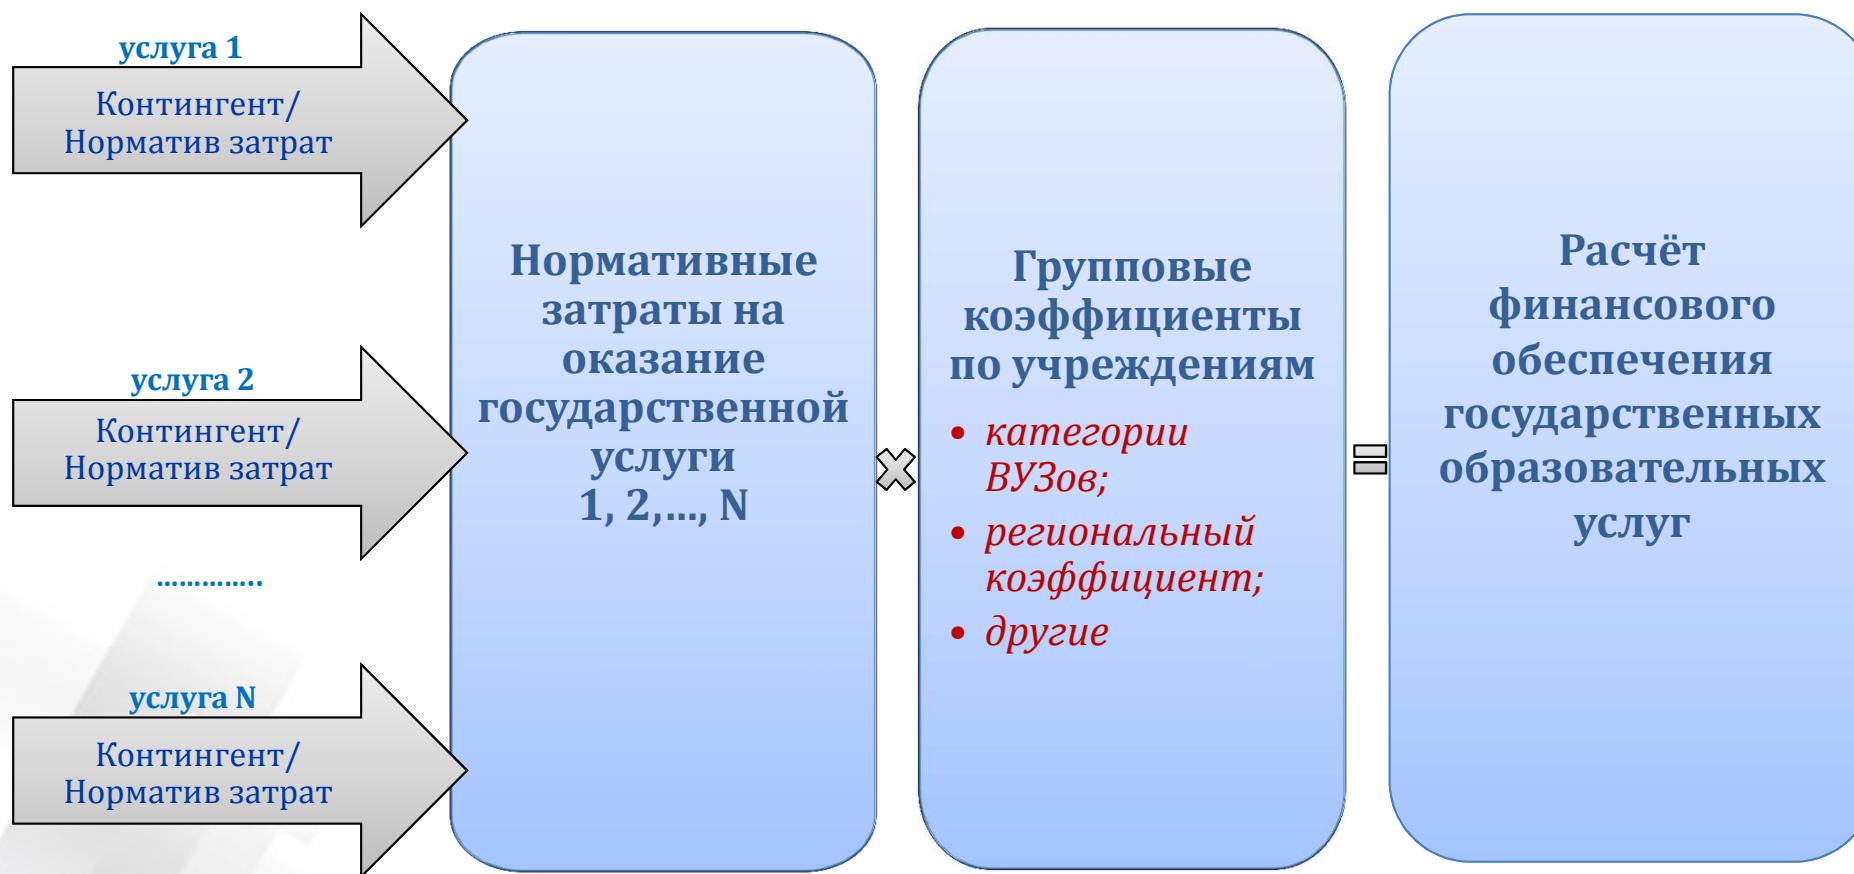 услуга 1
Контингент/
Норматив затрат
услуга 2
Контингент/
Норматив затрат
..............
услуга N
Контингент/
Норматив затрат
Нормативные
затраты на
оказание
государственной
услуги
1, 2,..., N
Групповые
коэффициенты
по учреждениям
• категории
ВУЗов;
• региональный
коэффициент;
• другие
Расчёт
финансового
обеспечения
государственных
образовательных
услуг